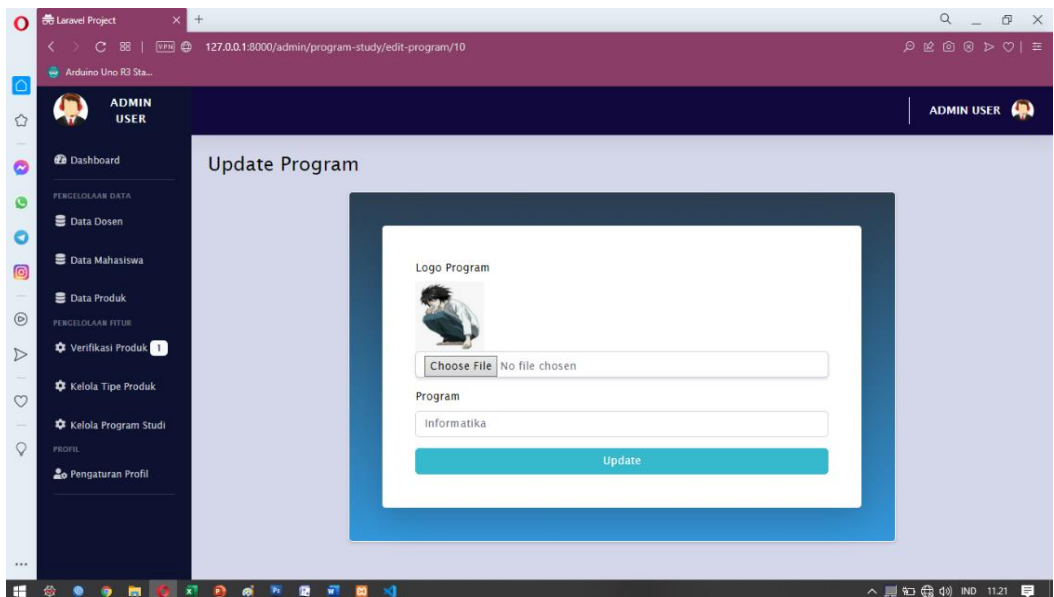 Laravel Project
VPN 127.0.0.1:8000/admin/program-study/edit-program/10
Arduino Uno R3 Sta...
ADMIN
USER
ADMIN USER
Dashboard
Update Program
PENGELOLAAN DATA
Data Dosen
Data Mahasiswa
Data Produk
PENGELOLAAN FITUR
Verifikasi Produk 1
Kelola Tipe Produk
Kelola Program Studi
PROFIL
Pengaturan Profil
Logo Program
Choose File No file chosen
Program
Informatika
Update
IND 11.21